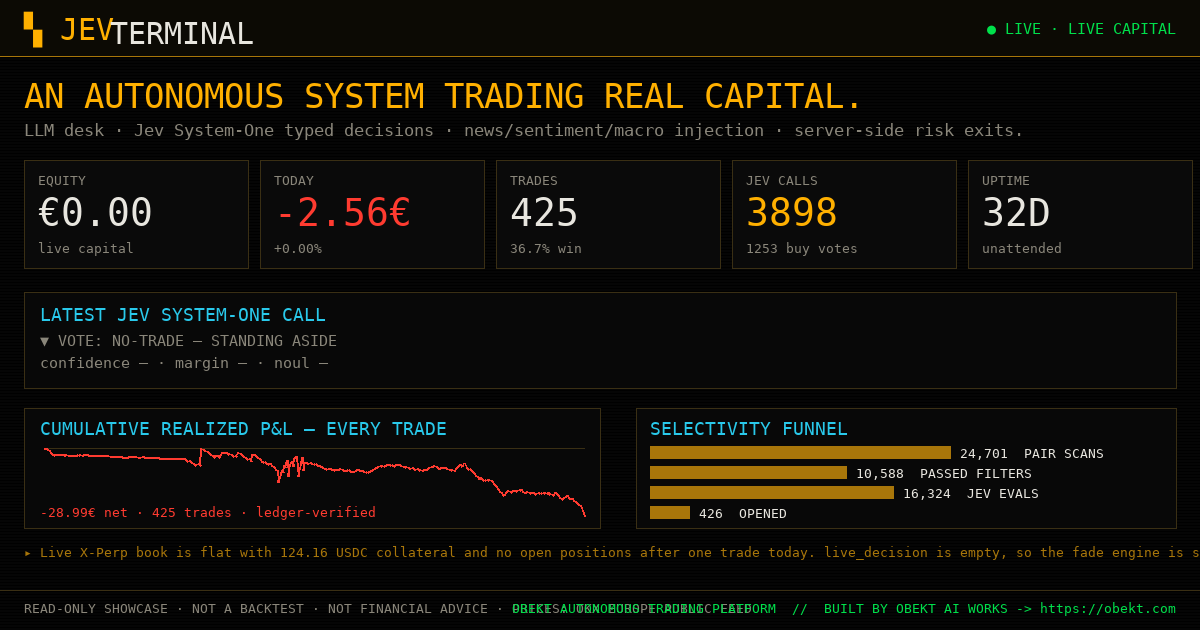 JEVTERMINAL
● LIVE · LIVE CAPITAL
AN AUTONOMOUS SYSTEM TRADING REAL CAPITAL.
LLM desk · Jev System-One typed decisions · news/sentiment/macro injection · server-side risk exits.
EQUITY
€0.00
live capital
TODAY
-2.56€
+0.00%
TRADES
425
36.7% win
JEV CALLS
3898
1253 buy votes
UPTIME
32D
unattended
LATEST JEV SYSTEM-ONE CALL
▼ VOTE: NO-TRADE — STANDING ASIDE
confidence — · margin — · noul —
CUMULATIVE REALIZED P&L — EVERY TRADE
-28.99€ net · 425 trades · ledger-verified
SELECTIVITY FUNNEL
24,701 PAIR SCANS
10,588 PASSED FILTERS
16,324 JEV EVALS
426 OPENED
▸ Live X-Perp book is flat with 124.16 USDC collateral and no open positions after one trade today. live_decision is empty, so the fade engine is s
READ-ONLY SHOWCASE · NOT A BACKTEST · NOT FINANCIAL ADVICE ·
OBEKT AUTONOMOUS TRADING PLATFORM // BUILT BY OBEKT AI WORKS -> https://obekt.com